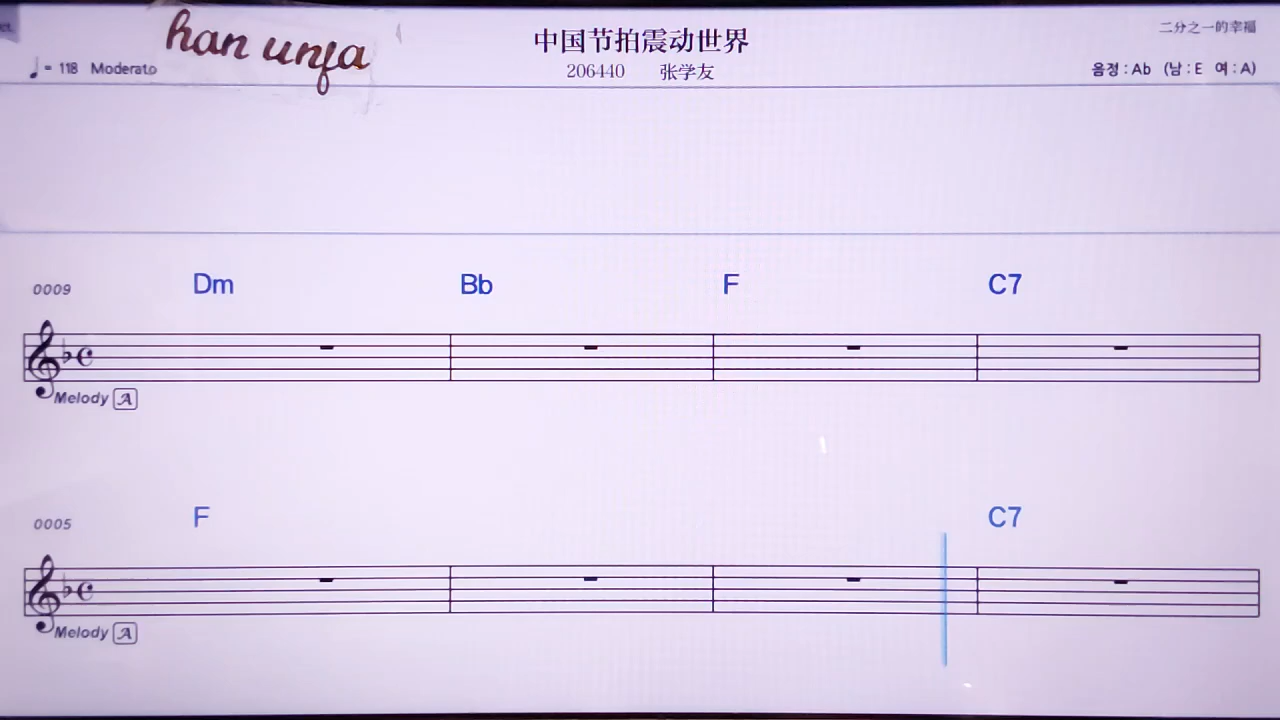 han unfa
中国节拍震动世界
二分之一的幸福
♩= 118 Moderato
206440 张学友
음정 : Ab (남 : E 여 : A)
0009 Dm Bb F C7
Melody A
0005 F C7
Melody A